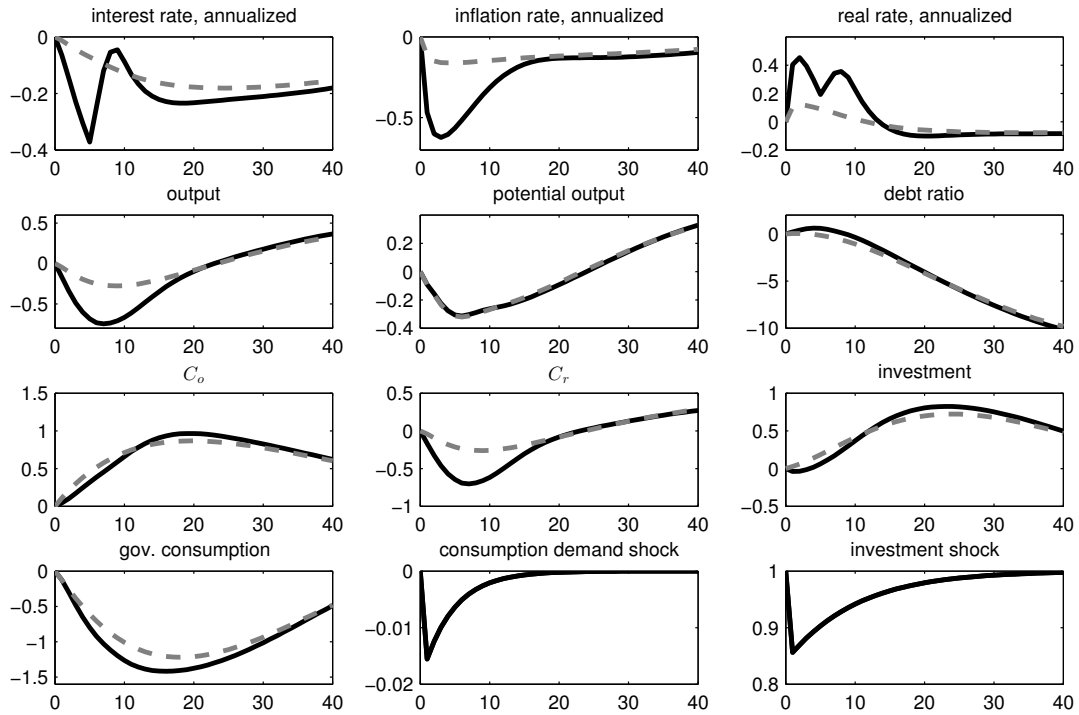 interest rate, annualized
0
−0.2
−0.4
0 10 20 30 40
inflation rate, annualized
0
−0.5
0 10 20 30 40
real rate, annualized
0.4
0.2
0
−0.2
0 10 20 30 40
output
0.5
0
−0.5
0 10 20 30 40
potential output
0.2
0
−0.2
−0.4
0 10 20 30 40
debt ratio
0
−5
−10
0 10 20 30 40
C_o
1.5
1
0.5
0
0 10 20 30 40
C_r
0.5
0
−0.5
−1
0 10 20 30 40
investment
1
0.5
0
−0.5
0 10 20 30 40
gov. consumption
0
−0.5
−1
−1.5
0 10 20 30 40
consumption demand shock
0
−0.01
−0.02
0 10 20 30 40
investment shock
1
0.9
0.8
0 10 20 30 40